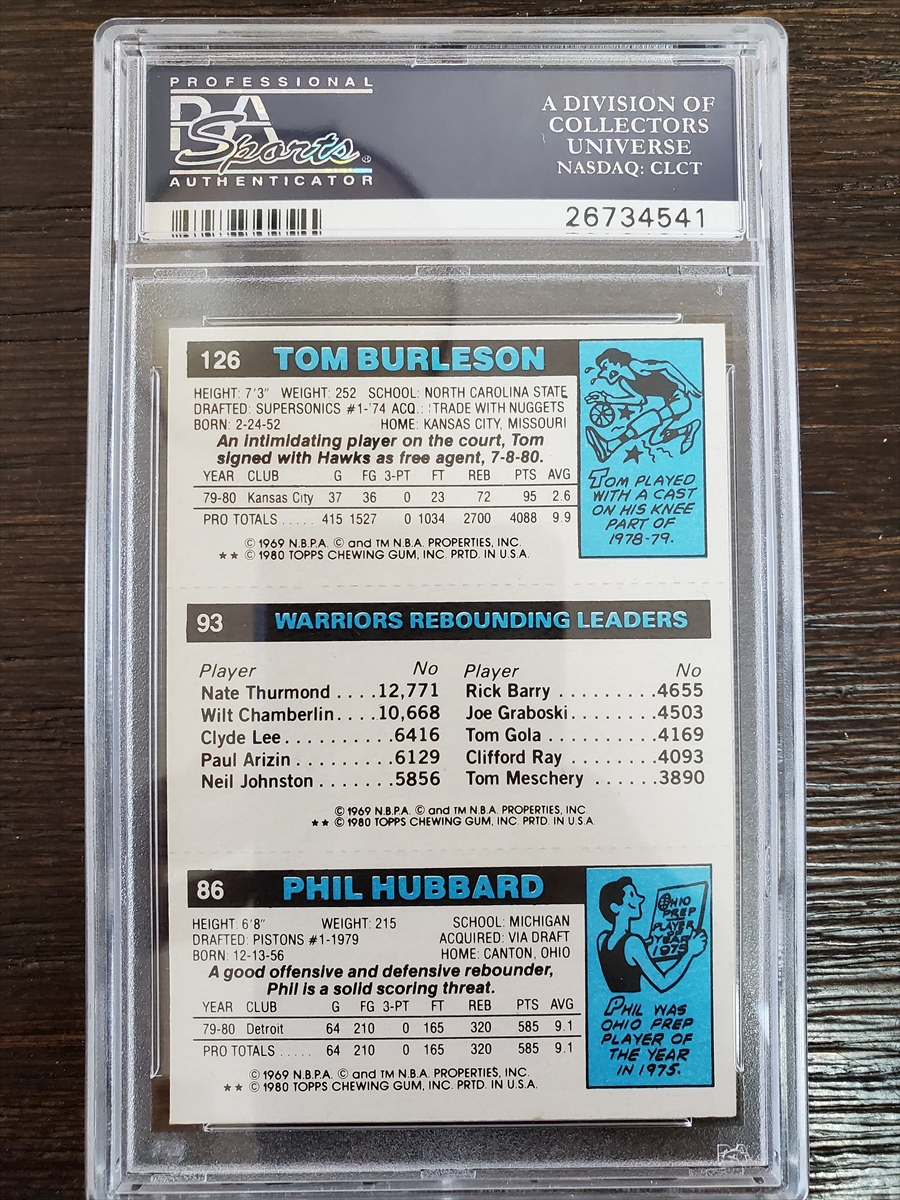 PROFESSIONAL
PSA
Sports®
AUTHENTICATOR
A DIVISION OF
COLLECTORS
UNIVERSE
NASDAQ: CLCT
26734541
126 TOM BURLESON
HEIGHT: 7'3" WEIGHT: 252 SCHOOL: NORTH CAROLINA STATE
DRAFTED: SUPERSONICS #1-'74 ACQ.: TRADE WITH NUGGETS
BORN: 2-24-52 HOME: KANSAS CITY, MISSOURI
An intimidating player on the court, Tom
signed with Hawks as free agent, 7-8-80.
YEAR CLUB G FG 3-PT FT REB PTS AVG
79-80 Kansas City 37 36 0 23 72 95 2.6
PRO TOTALS ..... 415 1527 0 1034 2700 4088 9.9
© 1969 N.B.P.A. © and TM N.B.A. PROPERTIES, INC.
★★ © 1980 TOPPS CHEWING GUM, INC. PRTD. IN U.S.A.
TOM PLAYED
WITH A CAST
ON HIS KNEE
PART OF
1978-79.
93 WARRIORS REBOUNDING LEADERS
Player No Player No
Nate Thurmond ....12,771 Rick Barry .........4655
Wilt Chamberlin....10,668 Joe Graboski........4503
Clyde Lee..........6416 Tom Gola ..........4169
Paul Arizin .........6129 Clifford Ray ........4093
Neil Johnston .......5856 Tom Meschery ......3890
© 1969 N.B.P.A. © and TM N.B.A. PROPERTIES, INC
★★ © 1980 TOPPS CHEWING GUM, INC. PRTD. IN U.S.A.
86 PHIL HUBBARD
HEIGHT: 6'8" WEIGHT: 215 SCHOOL: MICHIGAN
DRAFTED: PISTONS #1-1979 ACQUIRED: VIA DRAFT
BORN: 12-13-56 HOME: CANTON, OHIO
A good offensive and defensive rebounder,
Phil is a solid scoring threat.
YEAR CLUB G FG 3-PT FT REB PTS AVG
79-80 Detroit 64 210 0 165 320 585 9.1
PRO TOTALS ..... 64 210 0 165 320 585 9.1
© 1969 N.B.P.A. © and TM N.B.A. PROPERTIES, INC.
★★ © 1980 TOPPS CHEWING GUM, INC. PRTD. IN U.S.A.
OHIO
PREP
PLAYER
OF
YEAR
1975
PHIL WAS
OHIO PREP
PLAYER OF
THE YEAR
IN 1975.
PSA